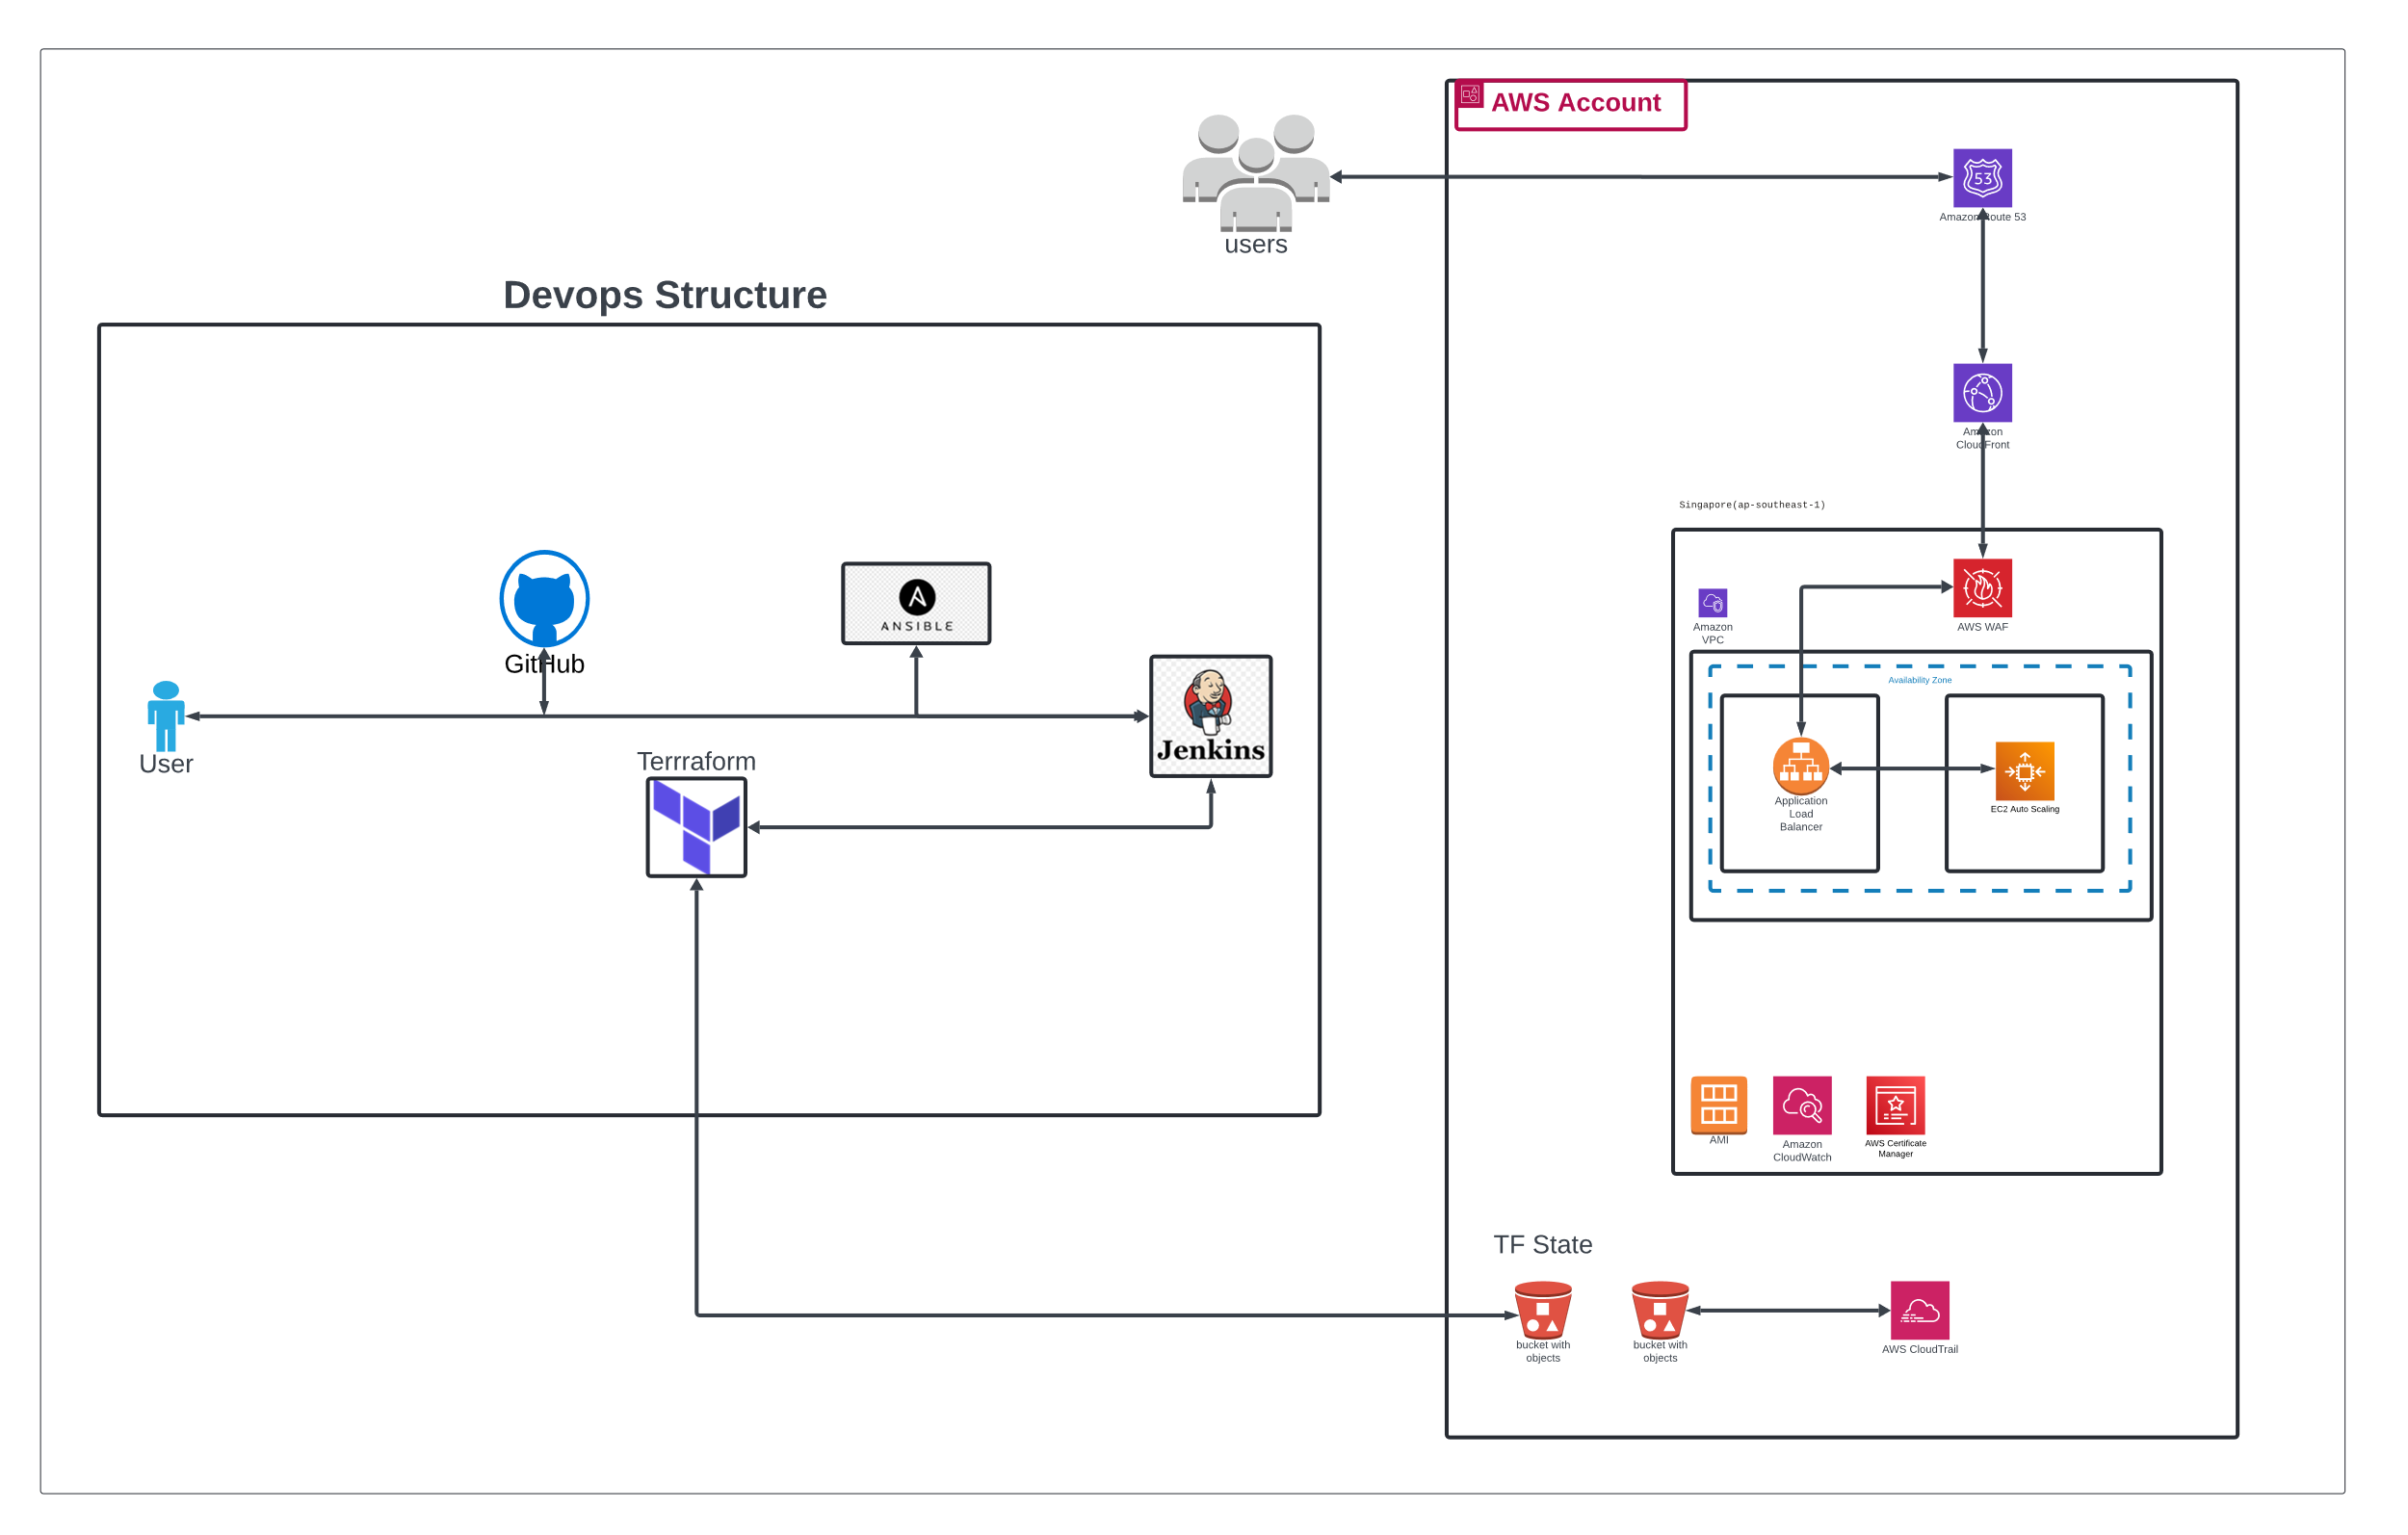 AWS Account
53
Amazon Route 53
users
Devops Structure
Amazon
CloudFront
Singapore(ap-southeast-1)
ANSIBLE
GitHub
Amazon
VPC
AWS WAF
Availability Zone
User
Jenkins
Terrraform
Application
Load
Balancer
EC2 Auto Scaling
AMI
Amazon
CloudWatch
AWS Certificate
Manager
TF State
bucket with
objects
bucket with
objects
AWS CloudTrail